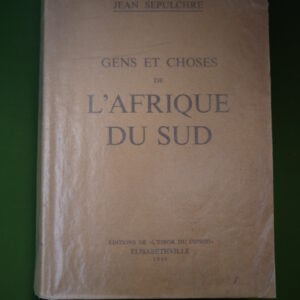 JEAN SEPULCHRE
GENS ET CHOSES
DE
L'AFRIQUE
DU SUD
EDITIONS DE «L'ESSOR DU CONGO»
ELISABETHVILLE